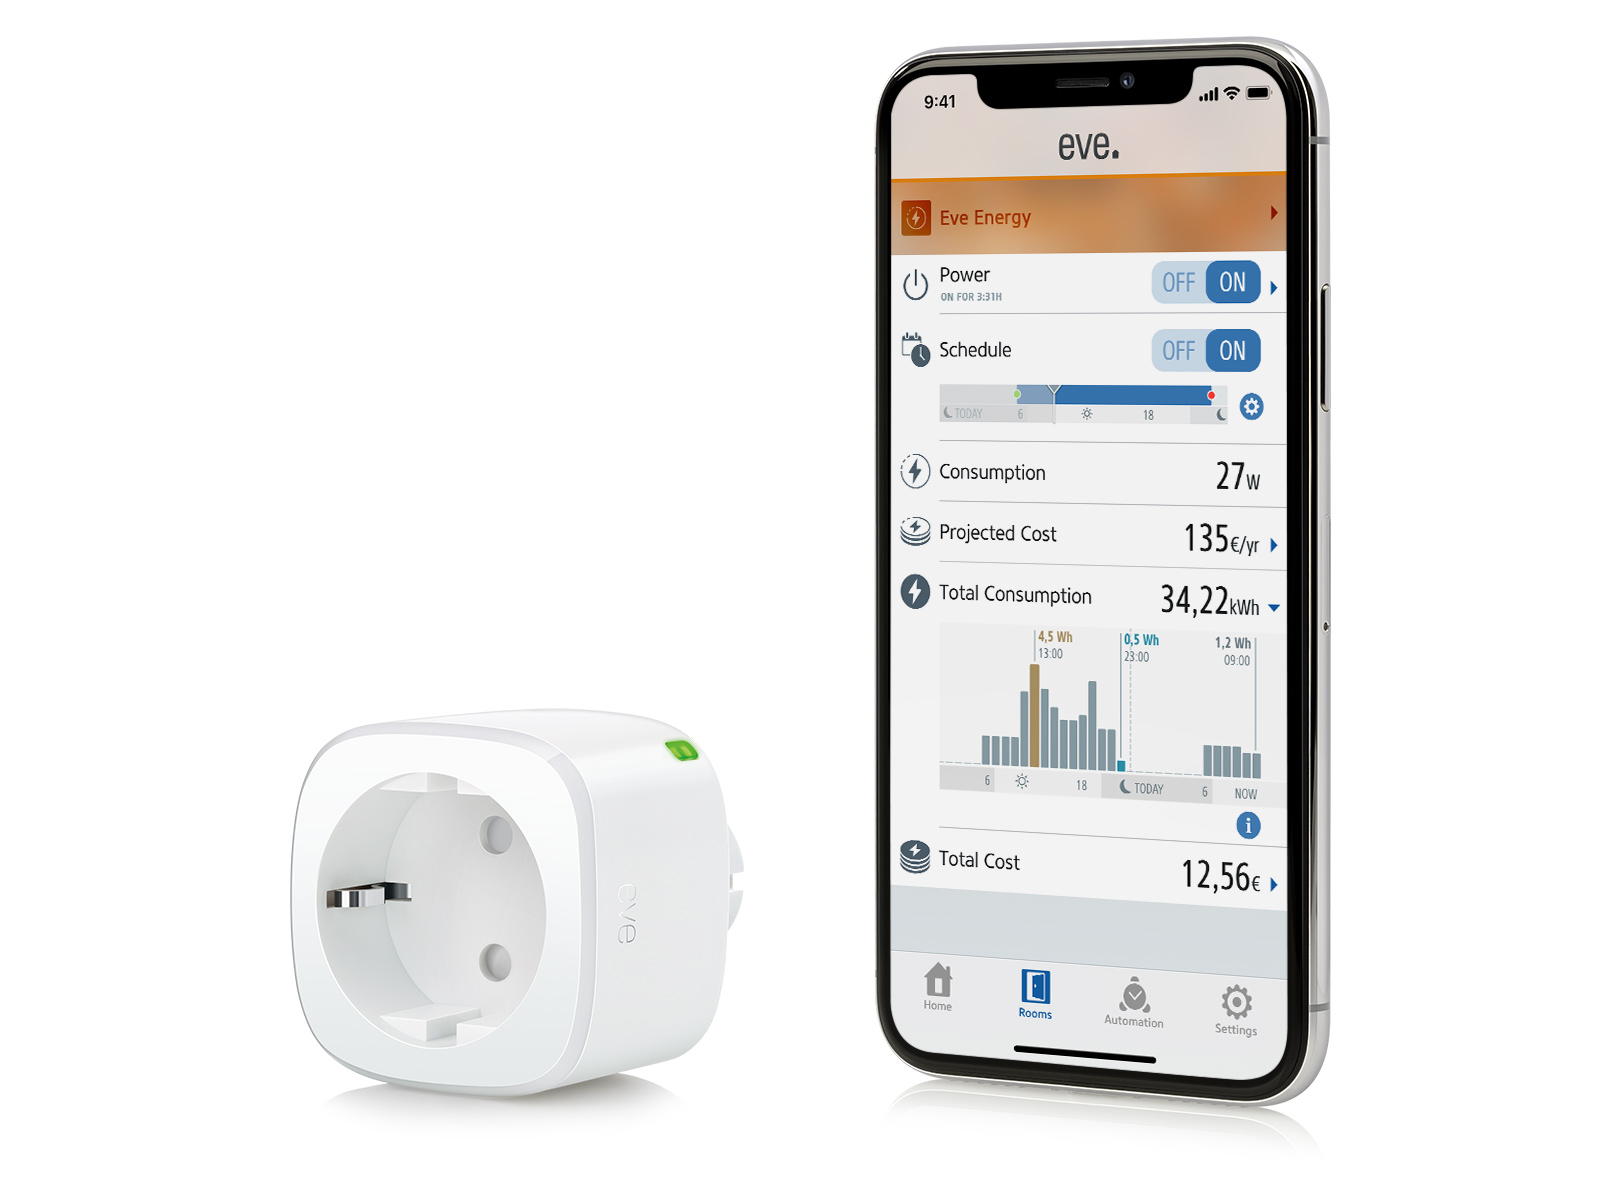 9:41
eve
Eve Energy
Power
ON FOR 3:31H
OFF ON
Schedule
OFF ON
TODAY 6 18
Consumption 27W
Projected Cost 135€/yr
Total Consumption 34,22kWh
4,5 Wh 0,5 Wh 1,2 Wh
13:00 23:00 09:00
6 18 TODAY 6 NOW
i
Total Cost 12,56€
Home Rooms Automation Settings
eve